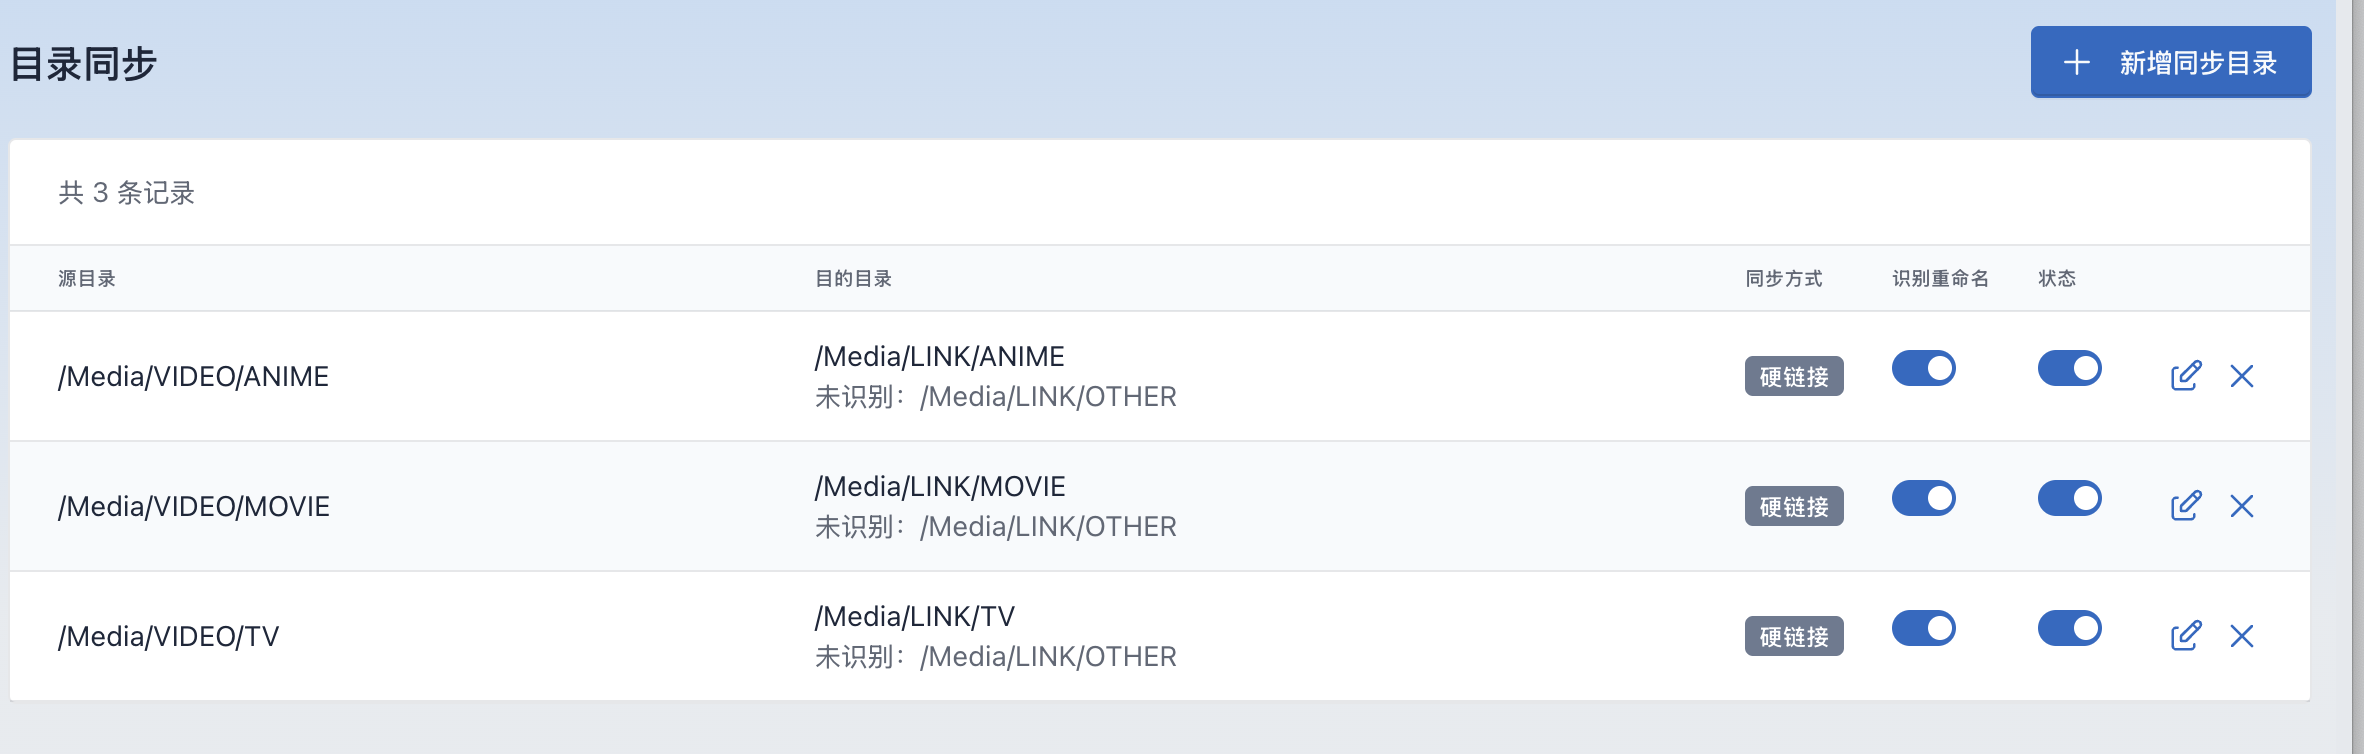 目录同步
新增同步目录
共 3 条记录
源目录 目的目录 同步方式 识别重命名 状态
/Media/VIDEO/ANIME
/Media/LINK/ANIME
未识别：/Media/LINK/OTHER
硬链接
/Media/VIDEO/MOVIE
/Media/LINK/MOVIE
未识别：/Media/LINK/OTHER
硬链接
/Media/VIDEO/TV
/Media/LINK/TV
未识别：/Media/LINK/OTHER
硬链接